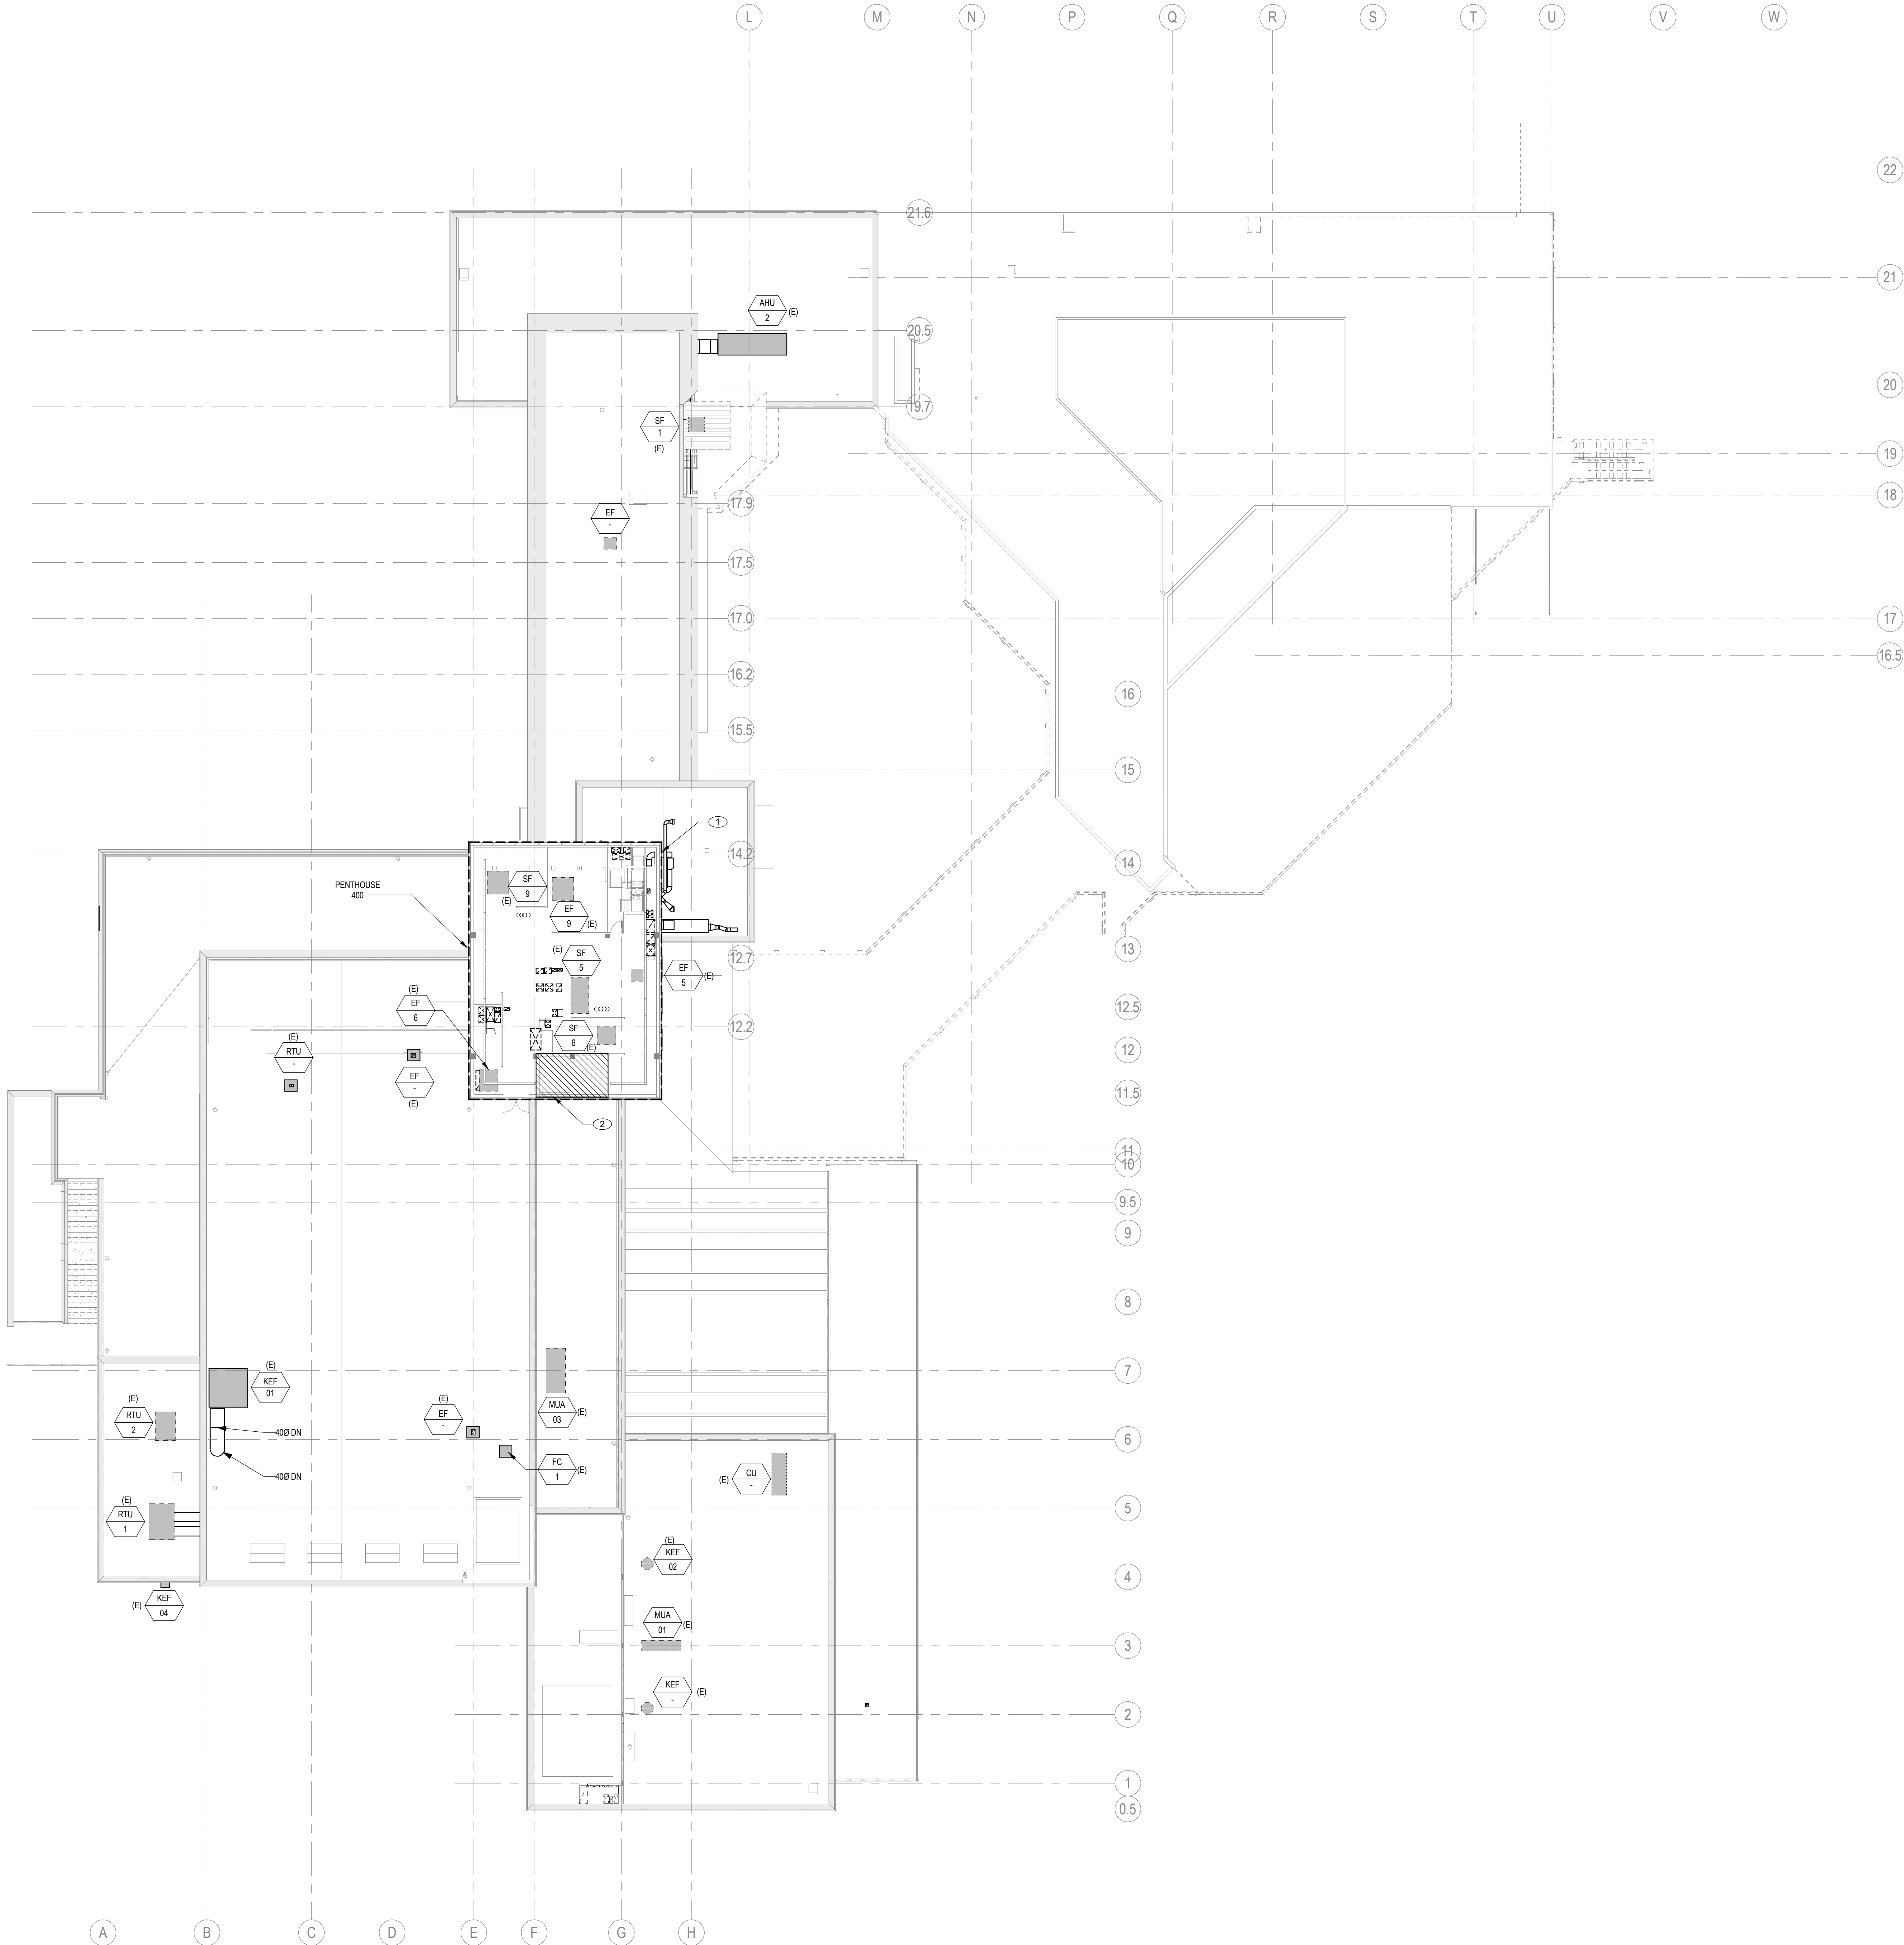 L
M
N
P
Q
R
S
T
U
V
W
22
21.6
21
AHU
2
(E)
20.5
20
19.7
SF
1
(E)
19
18
17.9
EF
-
17.5
17.0
17
16.5
16.2
16
15.5
15
1
14.2
14
PENTHOUSE
400
SF
9
(E)
EF
9
(E)
13
12.7
(E)
SF
5
EF
5
(E)
(E)
EF
6
12.5
12.2
SF
6
(E)
12
(E)
RTU
-
EF
-
(E)
11.5
2
11
10
9.5
9
8
7
(E)
KEF
01
(E)
RTU
2
40Ø DN
40Ø DN
(E)
EF
-
MUA
03
(E)
6
FC
1
(E)
(E)
CU
-
(E)
RTU
1
5
(E)
KEF
02
4
(E)
KEF
04
MUA
01
(E)
3
KEF
-
(E)
2
1
0.5
A
B
C
D
E
F
G
H